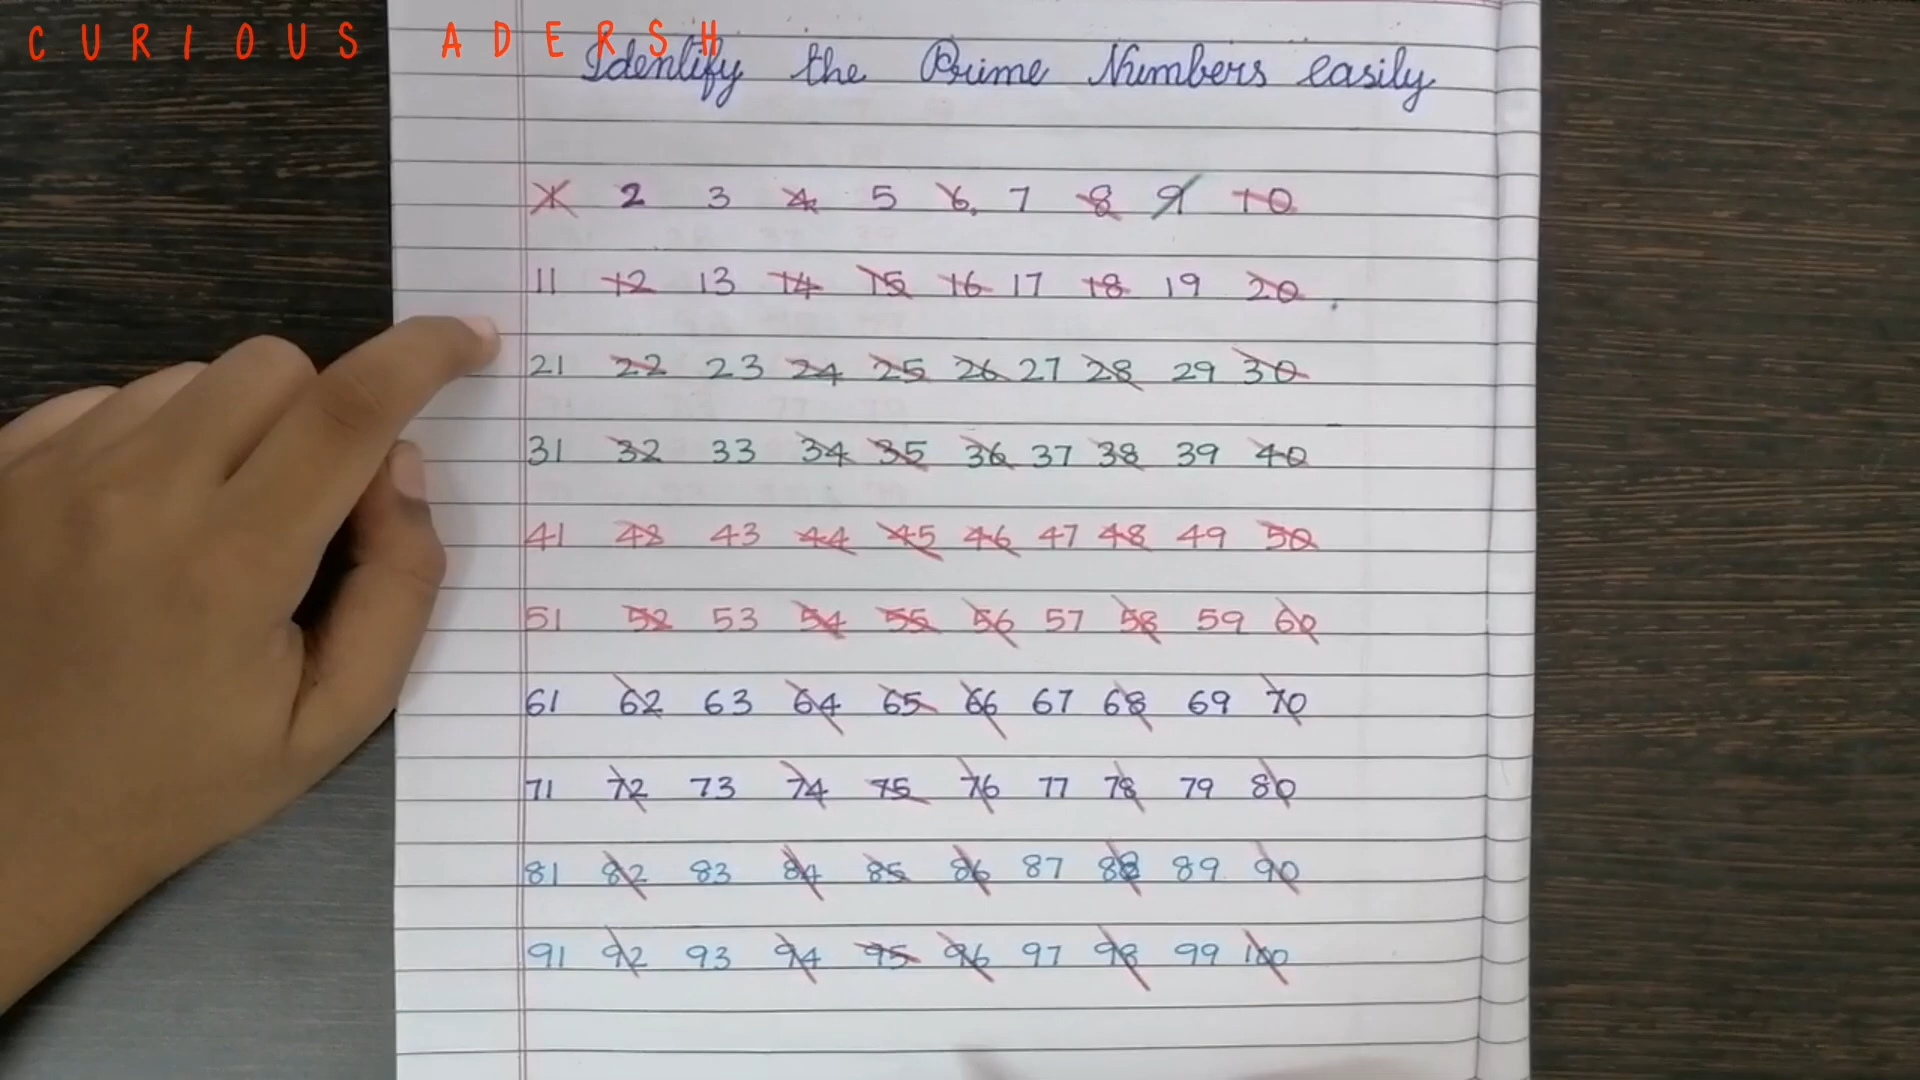 CURIOUS ADERSH
Identify the Prime Numbers easily
1 2 3 4 5 6 7 8 9 10
11 12 13 14 15 16 17 18 19 20
21 22 23 24 25 26 27 28 29 30
31 32 33 34 35 36 37 38 39 40
41 48 43 44 45 46 47 48 49 50
51 52 53 54 55 56 57 58 59 60
61 62 63 64 65 66 67 68 69 70
71 72 73 74 75 76 77 78 79 80
81 82 83 84 85 86 87 88 89 90
91 92 93 94 95 96 97 98 99 100